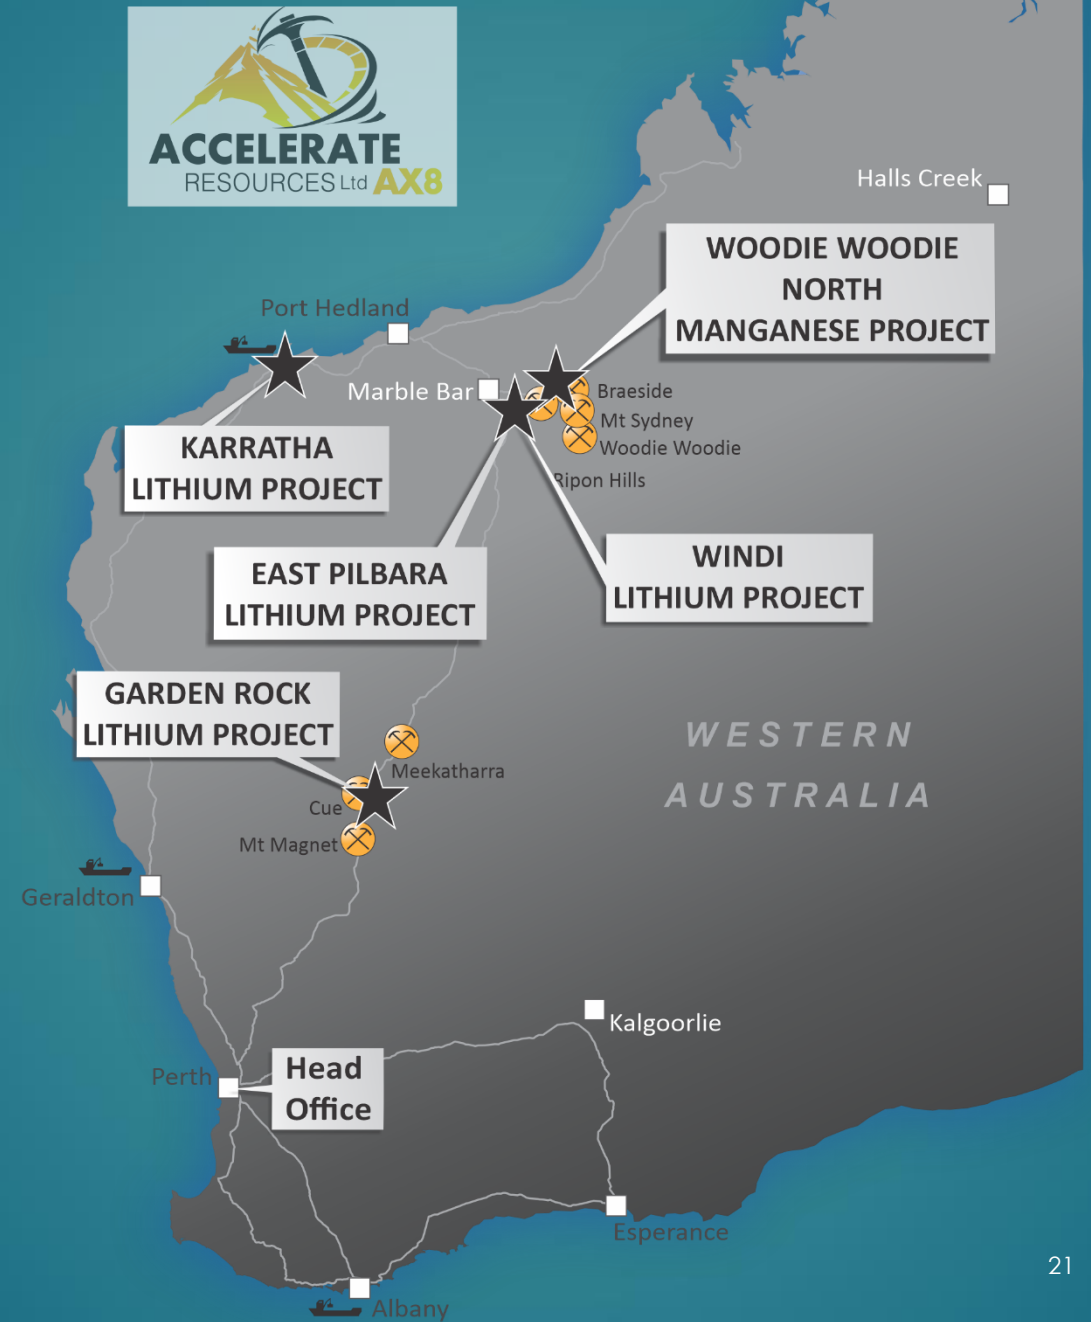 ACCELERATE
RESOURCES Ltd AX8
Halls Creek
WOODIE WOODIE
NORTH
MANGANESE PROJECT
Port Hedland
Marble Bar
Braeside
Mt Sydney
Woodie Woodie
Ripon Hills
KARRATHA
LITHIUM PROJECT
EAST PILBARA
LITHIUM PROJECT
WINDI
LITHIUM PROJECT
GARDEN ROCK
LITHIUM PROJECT
WESTERN
AUSTRALIA
Meekatharra
Cue
Mt Magnet
Geraldton
Kalgoorlie
Perth
Head
Office
Esperance
21
Albany